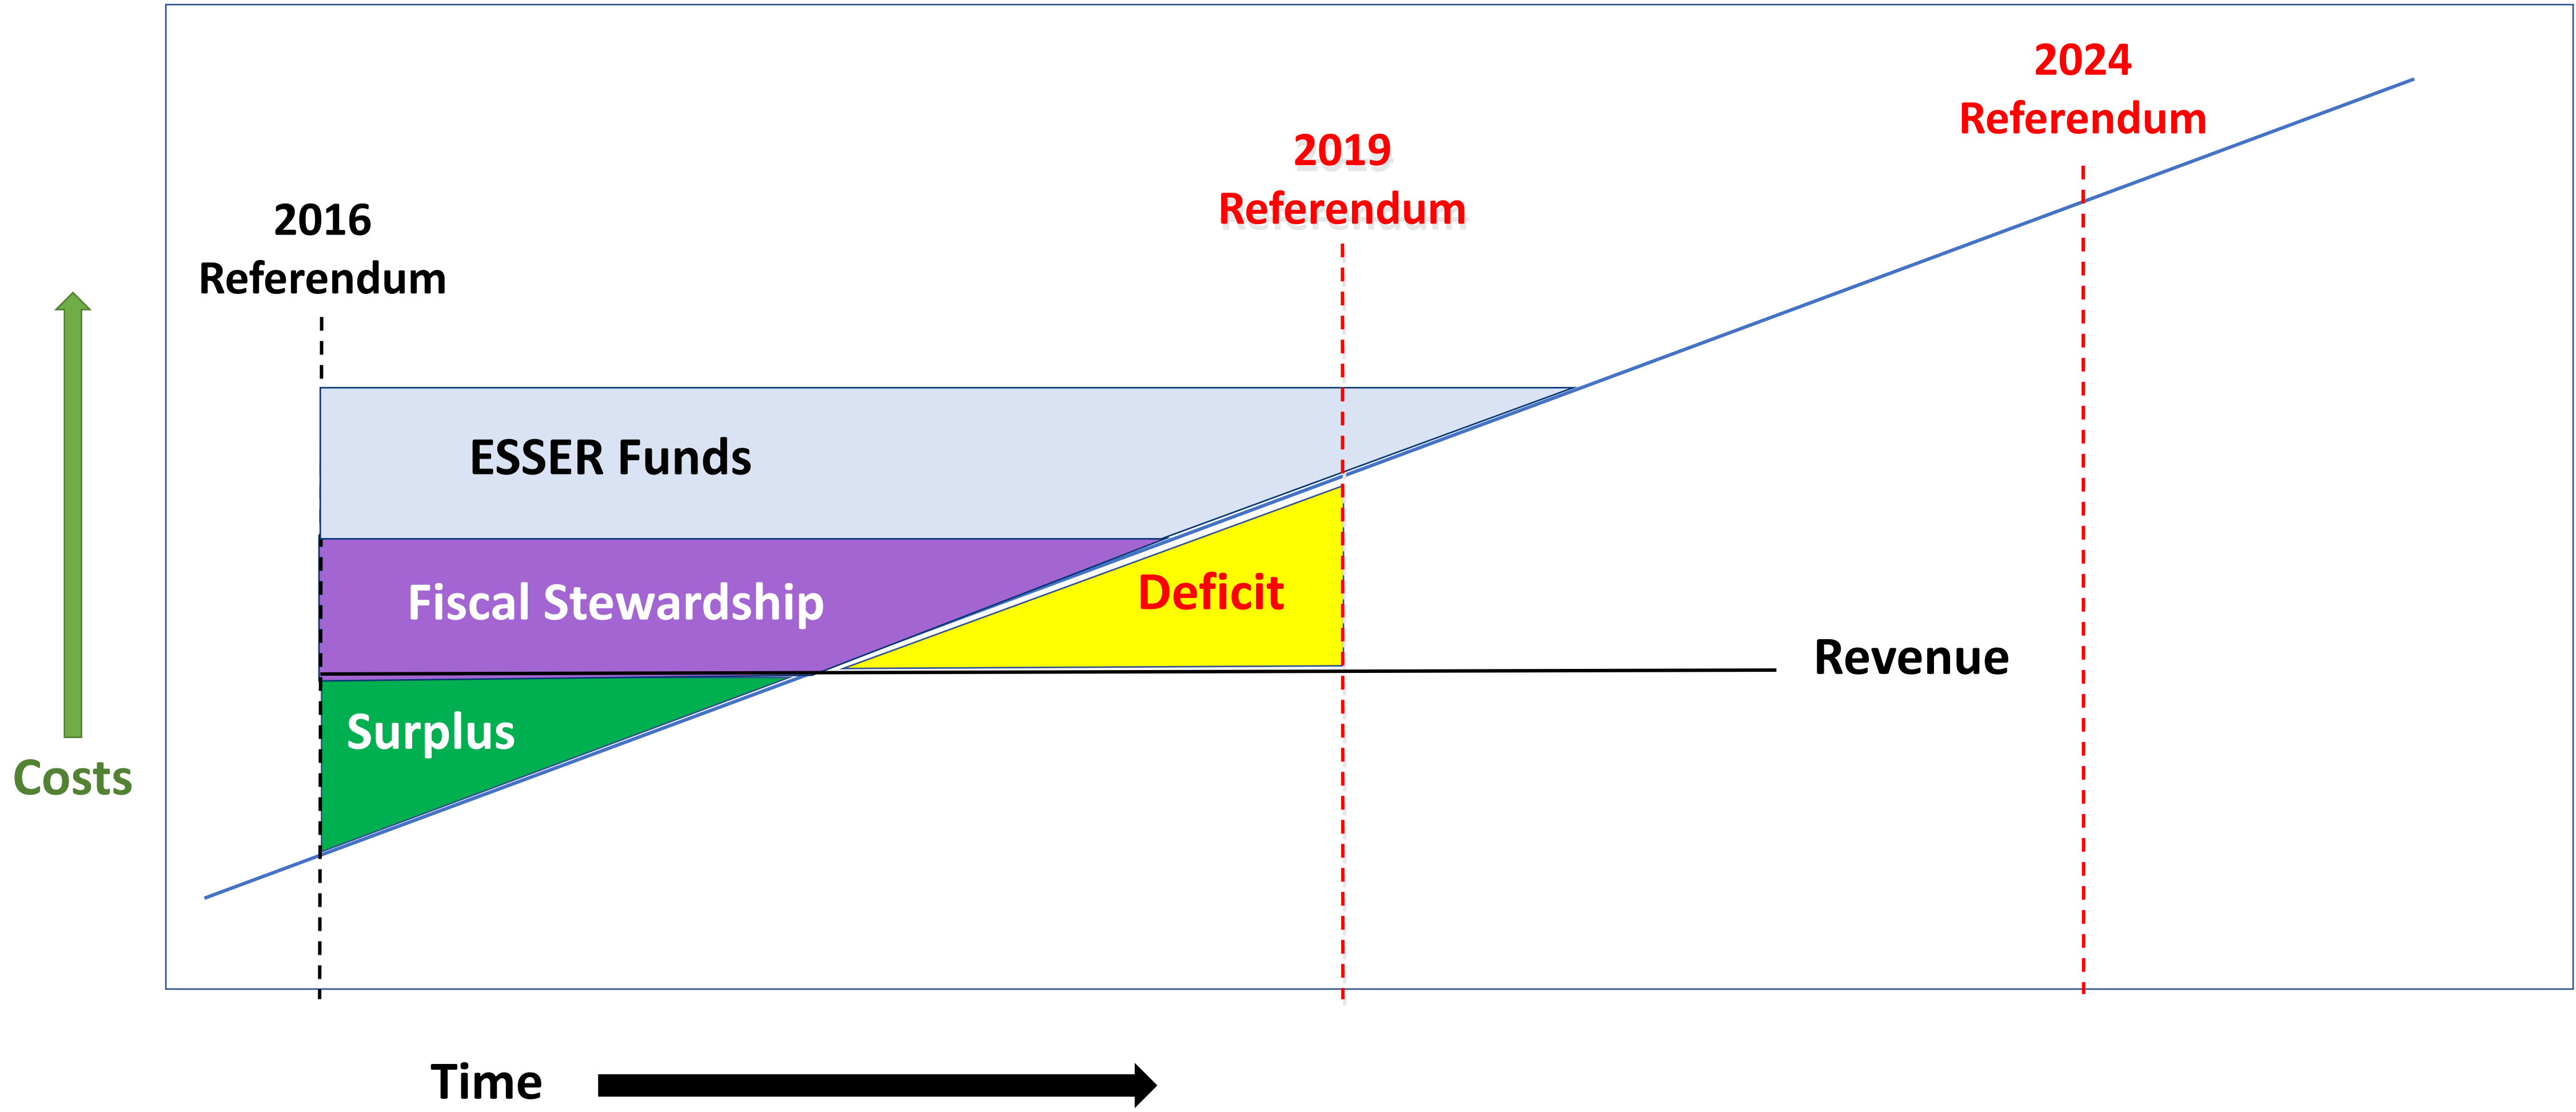 2024
Referendum
2019
Referendum
2016
Referendum
ESSER Funds
Fiscal Stewardship
Deficit
Revenue
Surplus
Costs
Time